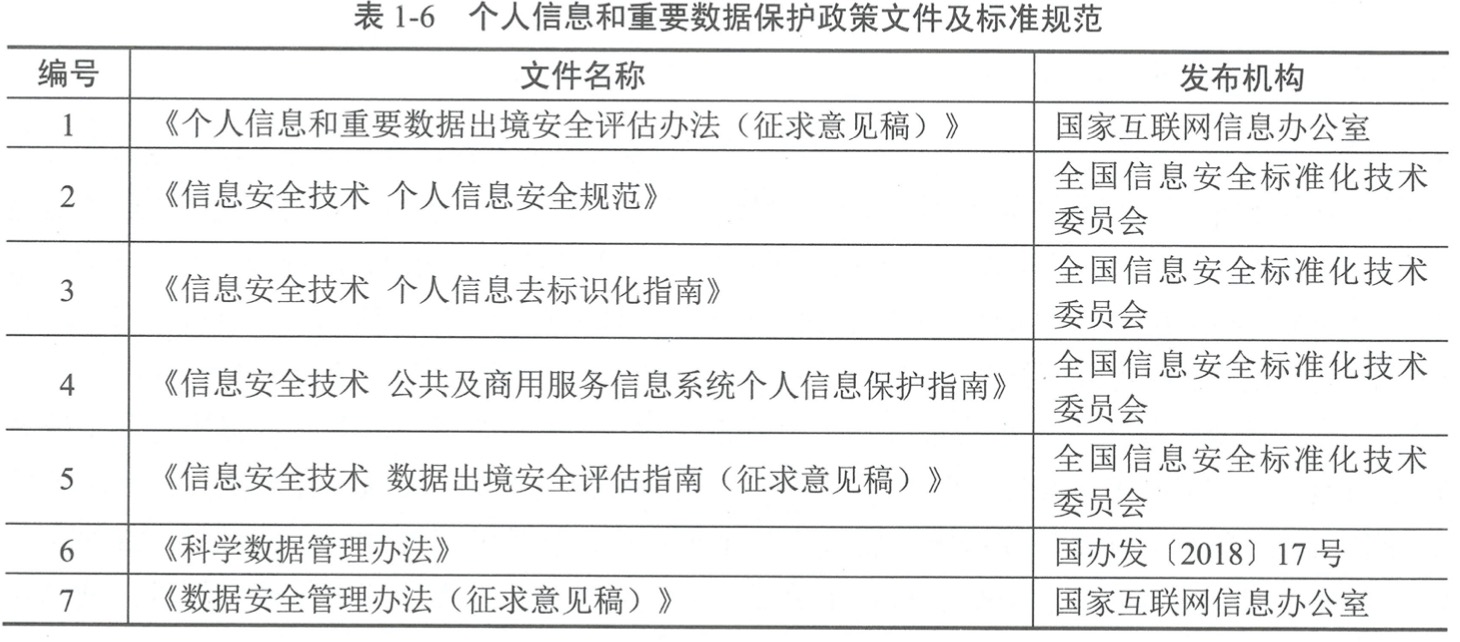 表 1-6 个人信息和重要数据保护政策文件及标准规范
编号 文件名称 发布机构
1 《个人信息和重要数据出境安全评估办法（征求意见稿）》 国家互联网信息办公室
2 《信息安全技术 个人信息安全规范》 全国信息安全标准化技术
委员会
3 《信息安全技术 个人信息去标识化指南》 全国信息安全标准化技术
委员会
4 《信息安全技术 公共及商用服务信息系统个人信息保护指南》 全国信息安全标准化技术
委员会
5 《信息安全技术 数据出境安全评估指南（征求意见稿）》 全国信息安全标准化技术
委员会
6 《科学数据管理办法》 国办发〔2018〕17 号
7 《数据安全管理办法（征求意见稿）》 国家互联网信息办公室